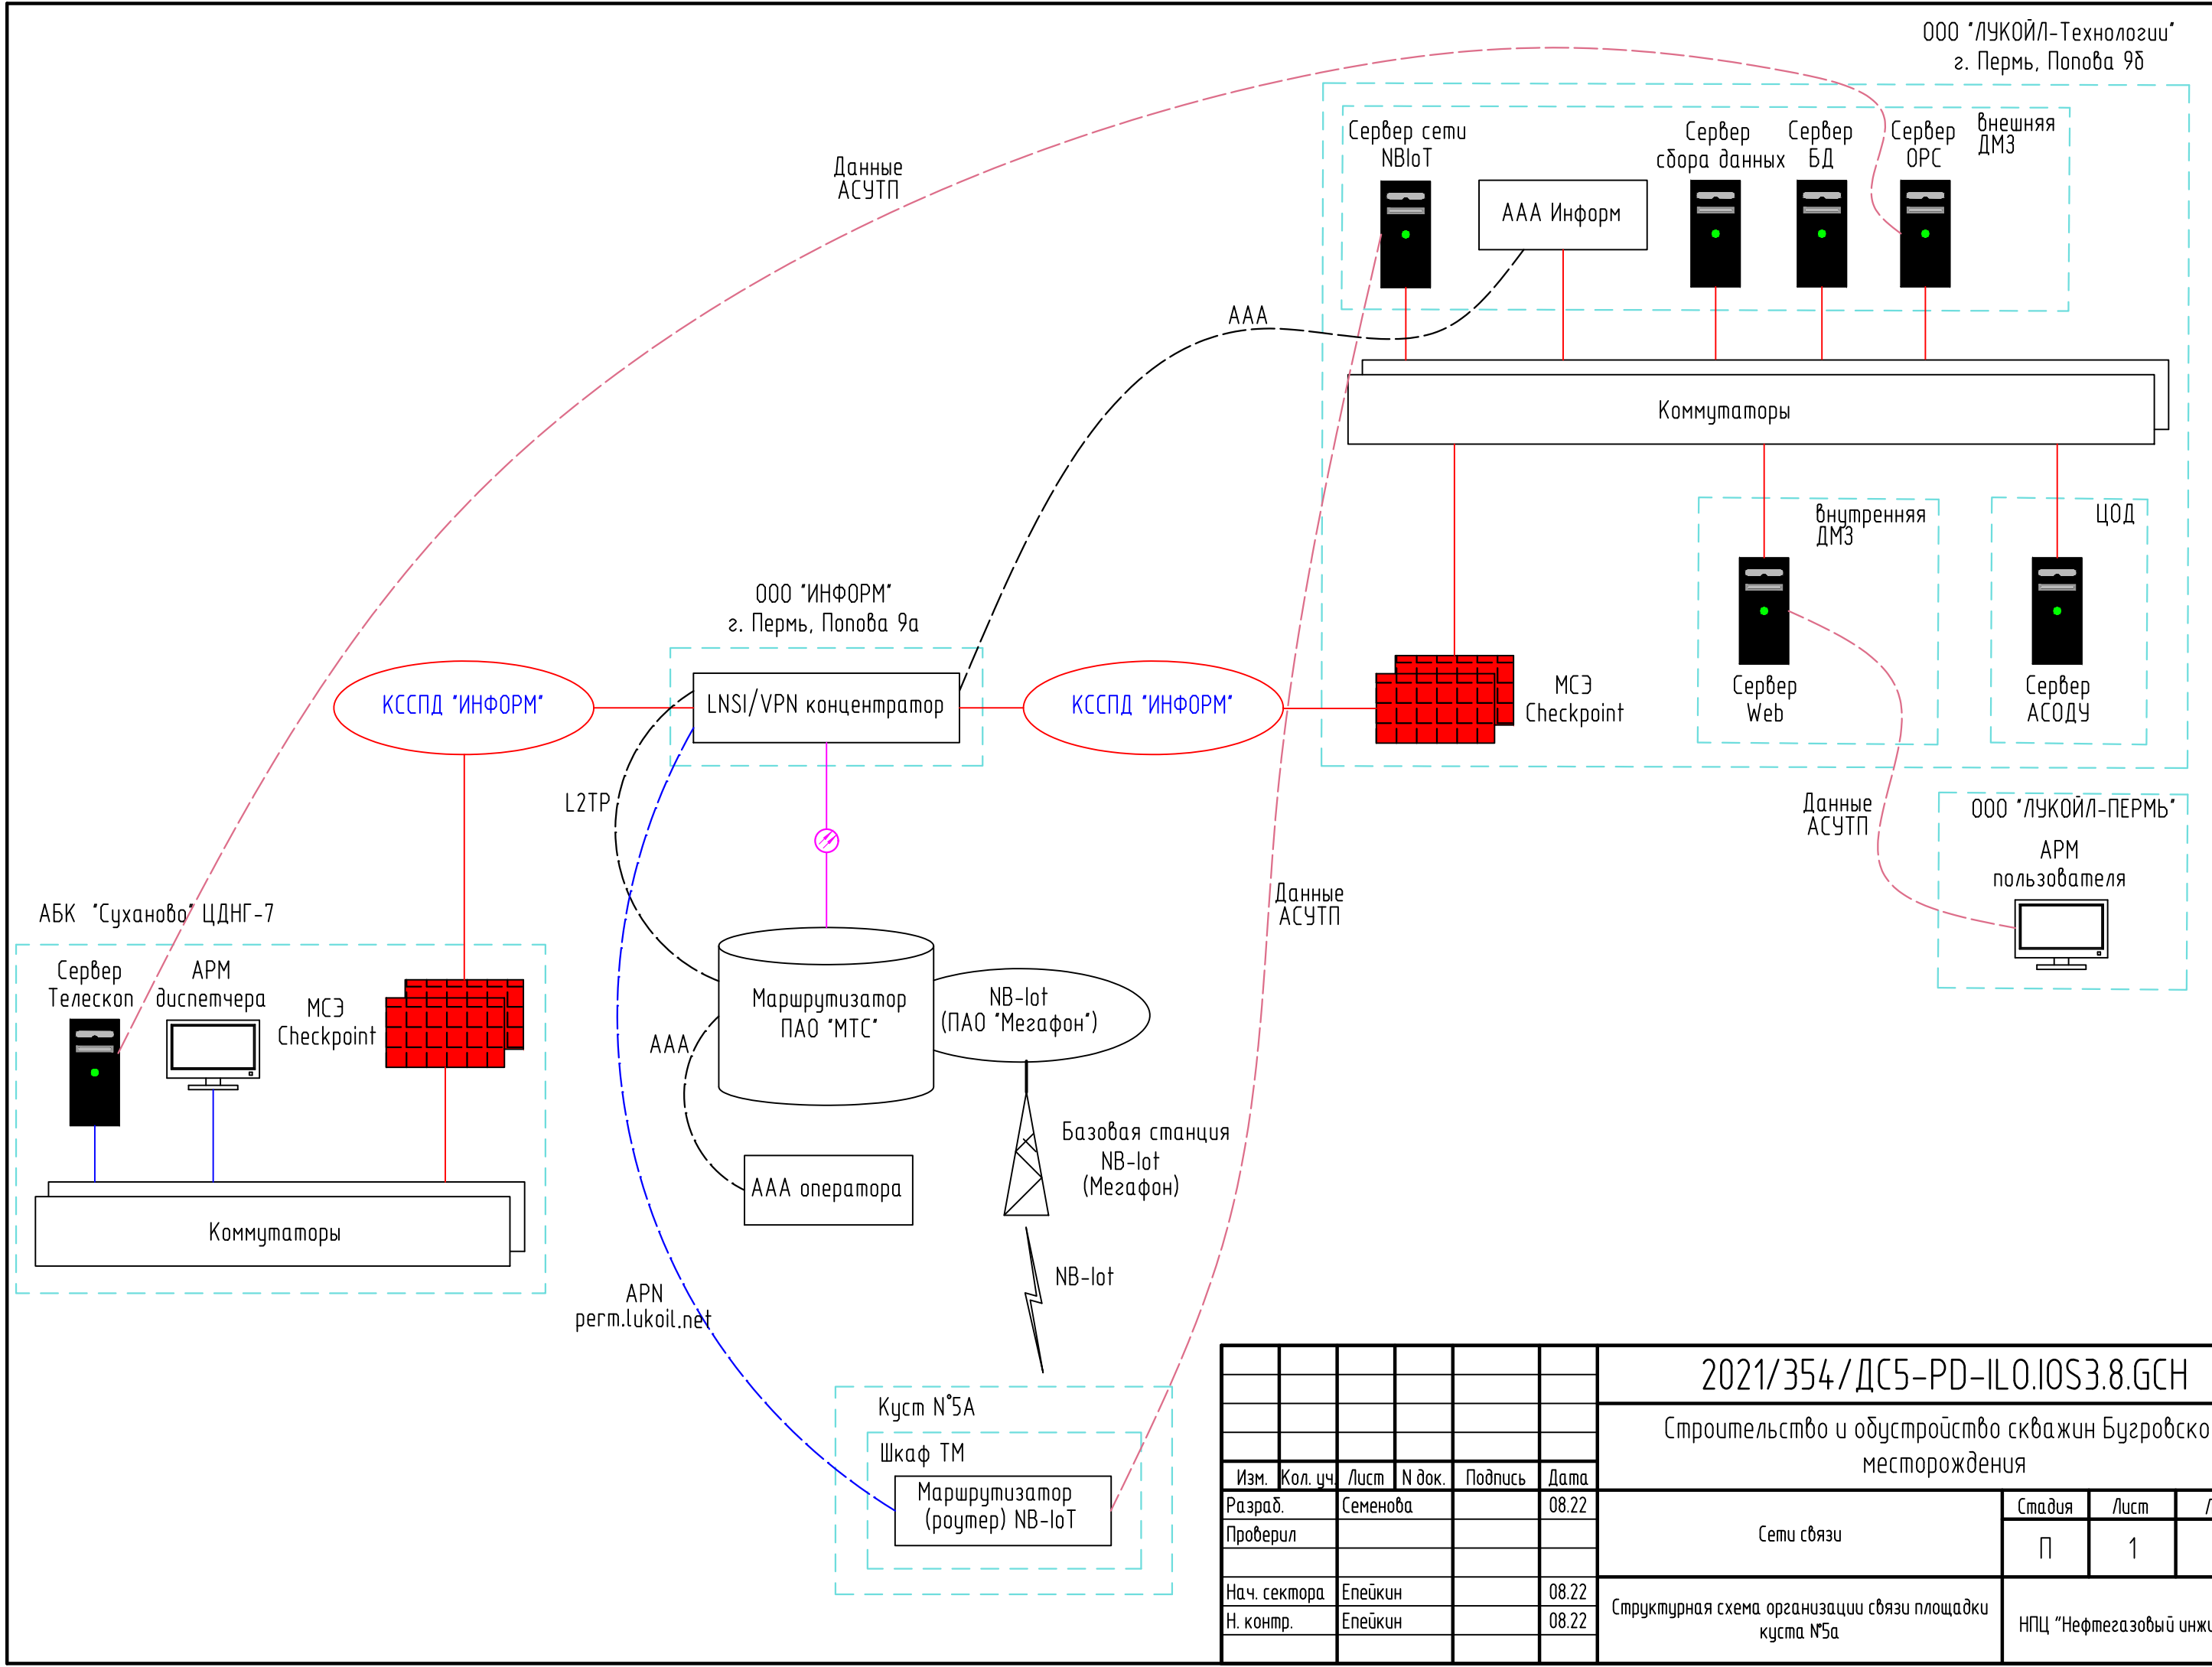 ООО "ЛУКОЙЛ-Технологии"
г. Пермь, Попова 9б
Сервер сети
NBIoT
ААА Информ
Сервер
сбора данных
Сервер
БД
Сервер
ОРС
внешняя
ДМЗ
Данные
АСУТП
ААА
Коммутаторы
внутренняя
ДМЗ
ЦОД
ООО "ИНФОРМ"
г. Пермь, Попова 9а
КССПД "ИНФОРМ"
LNSI/VPN концентратор
КССПД "ИНФОРМ"
МСЭ
Checkpoint
Сервер
Web
Сервер
АСОДУ
L2TP
Данные
АСУТП
ООО "ЛУКОЙЛ-ПЕРМЬ"
АРМ
пользователя
Данные
АСУТП
АБК "Суханово" ЦДНГ-7
Сервер
Телескоп
АРМ
диспетчера
МСЭ
Checkpoint
Маршрутизатор
ПАО "МТС"
NB-Iot
(ПАО "Мегафон")
ААА
Базовая станция
NB-Iot
(Мегафон)
ААА оператора
Коммутаторы
NB-Iot
APN
perm.lukoil.net
Куст N°5А
Шкаф ТМ
Маршрутизатор
(роутер) NB-IoT
2021/354/ДС5-PD-ILO.IOS3.8.GCH
Строительство и обустройство скважин Бугровско
месторождения
Изм. Кол. уч. Лист N док. Подпись Дата
Разраб. Семенова 08.22
Проверил
Сети связи
Стадия Лист Л
П 1
Нач. сектора Епейкин 08.22
Н. контр. Епейкин 08.22
Структурная схема организации связи площадки
куста №5а
НПЦ "Нефтегазовый инжи